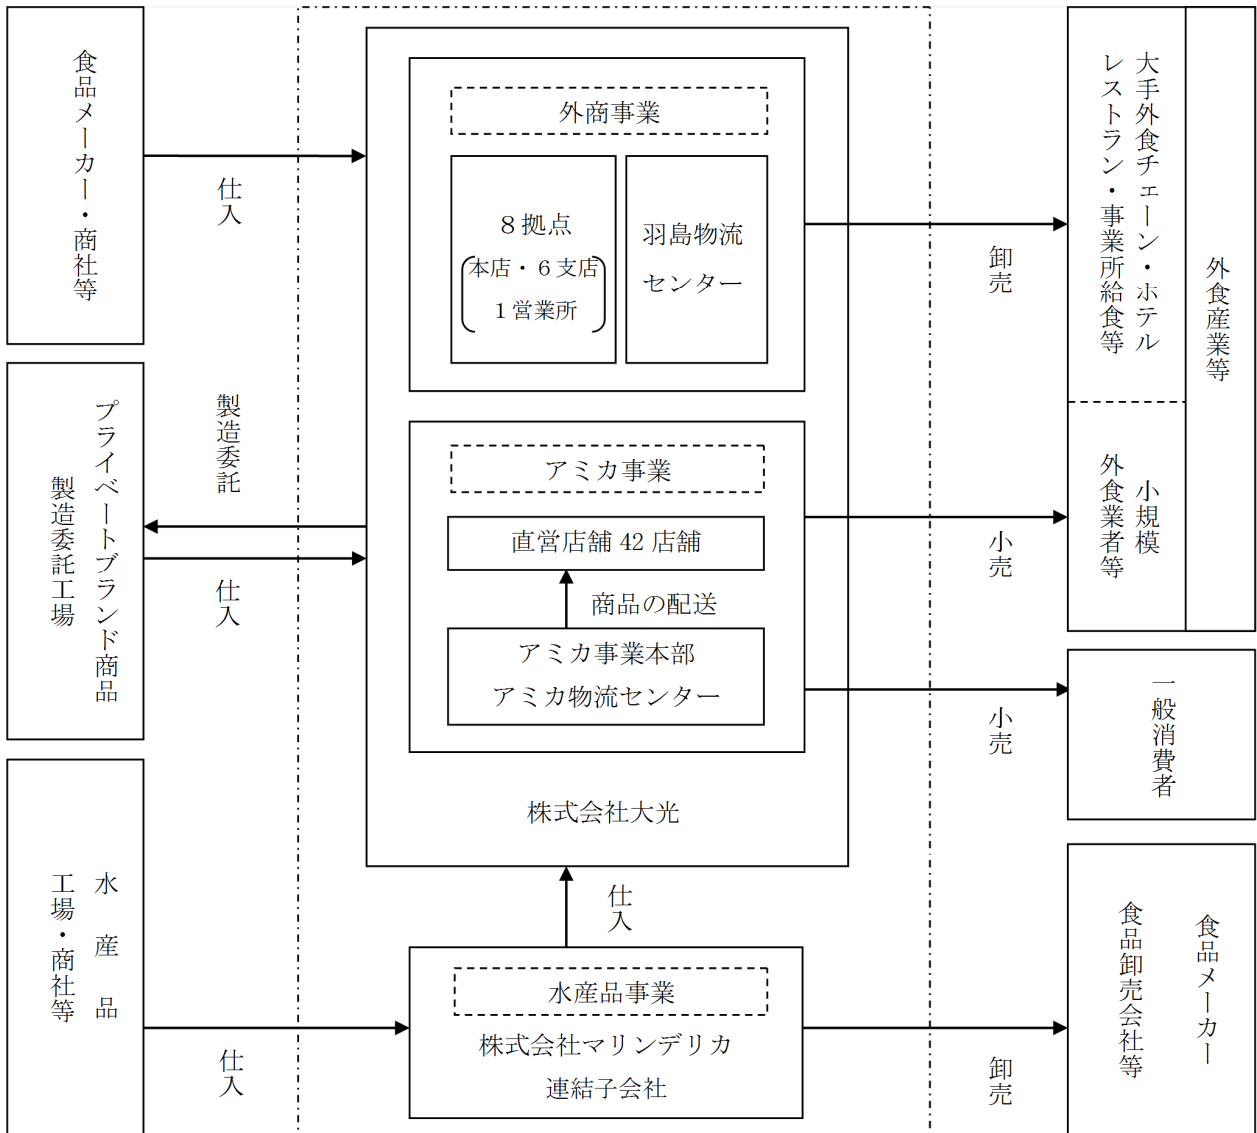 食品メーカー・商社等
仕入
プライベートブランド商品
製造委託工場
製造委託
仕入
水産品
工場・商社等
仕入
外商事業
８拠点
本店・６支店
１営業所
羽島物流
センター
アミカ事業
直営店舗 42 店舗
商品の配送
アミカ事業本部
アミカ物流センター
株式会社大光
仕入
水産品事業
株式会社マリンデリカ
連結子会社
卸売
小売
小売
卸売
大手外食チェーン・ホテル
レストラン・事業所給食等
小規模
外食業者等
外食産業等
一般消費者
食品メーカー
食品卸売会社等